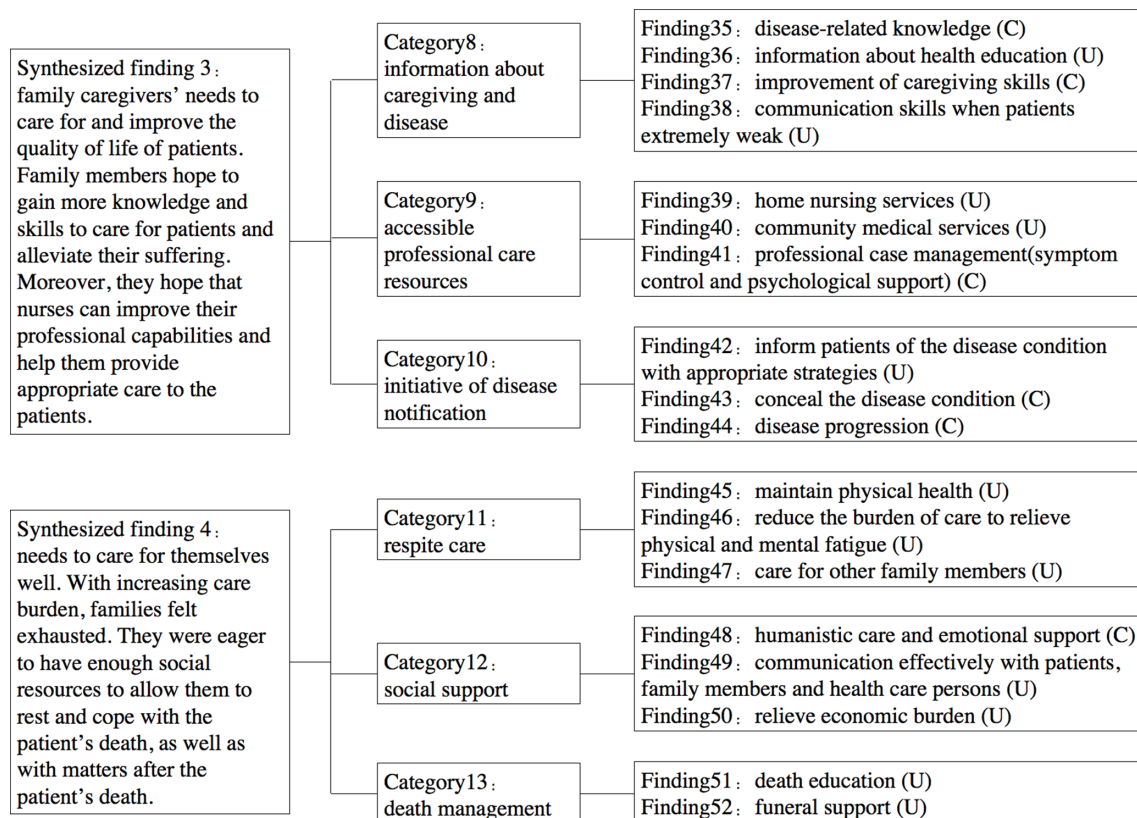 Synthesized finding 3：
family caregivers’ needs to
care for and improve the
quality of life of patients.
Family members hope to
gain more knowledge and
skills to care for patients and
alleviate their suffering.
Moreover, they hope that
nurses can improve their
professional capabilities and
help them provide
appropriate care to the
patients.
Category8：
information about
caregiving and
disease
Finding35：disease-related knowledge (C)
Finding36：information about health education (U)
Finding37：improvement of caregiving skills (C)
Finding38：communication skills when patients
extremely weak (U)
Category9：
accessible
professional care
resources
Finding39：home nursing services (U)
Finding40：community medical services (U)
Finding41：professional case management(symptom
control and psychological support) (C)
Category10：
initiative of disease
notification
Finding42：inform patients of the disease condition
with appropriate strategies (U)
Finding43：conceal the disease condition (C)
Finding44：disease progression (C)
Synthesized finding 4：
needs to care for themselves
well. With increasing care
burden, families felt
exhausted. They were eager
to have enough social
resources to allow them to
rest and cope with the
patient’s death, as well as
with matters after the
patient’s death.
Category11：
respite care
Finding45：maintain physical health (U)
Finding46：reduce the burden of care to relieve
physical and mental fatigue (U)
Finding47：care for other family members (U)
Category12：
social support
Finding48：humanistic care and emotional support (C)
Finding49：communication effectively with patients,
family members and health care persons (U)
Finding50：relieve economic burden (U)
Category13：
death management
Finding51：death education (U)
Finding52：funeral support (U)